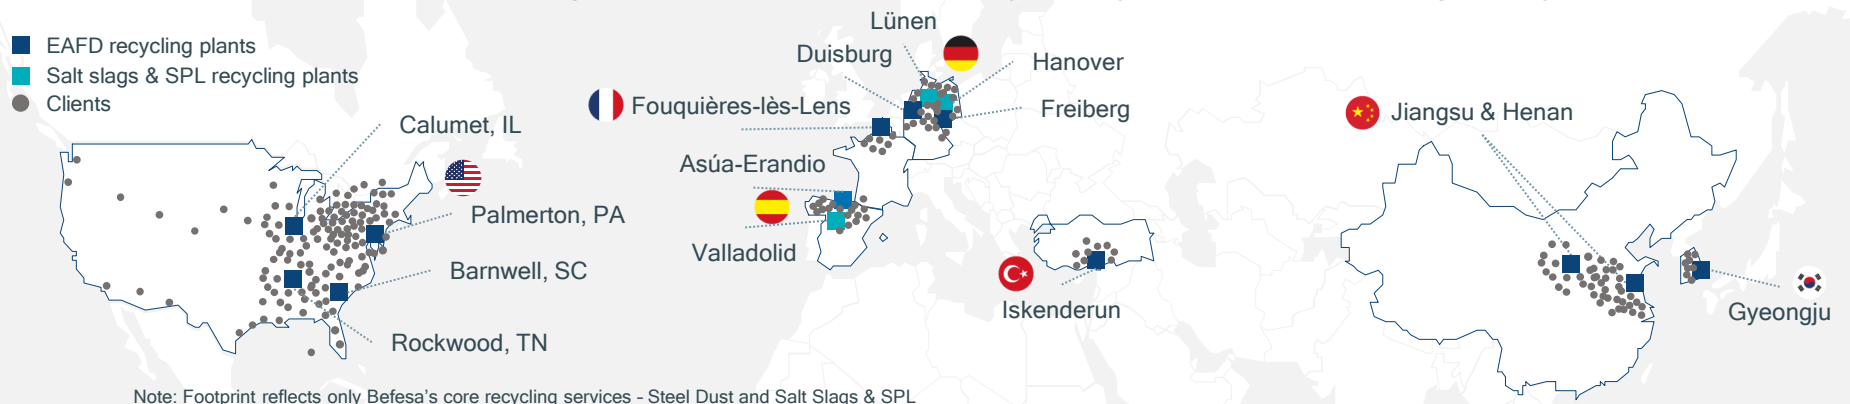 EAFD recycling plants
Salt slags & SPL recycling plants
Clients
Calumet, IL
Palmerton, PA
Barnwell, SC
Rockwood, TN
Lünen
Duisburg
Hanover
Freiberg
Fouquières-lès-Lens
Asúa-Erandio
Valladolid
Iskenderun
Jiangsu & Henan
Gyeongju
Note: Footprint reflects only Befesa's core recycling services - Steel Dust and Salt Slags & SPL